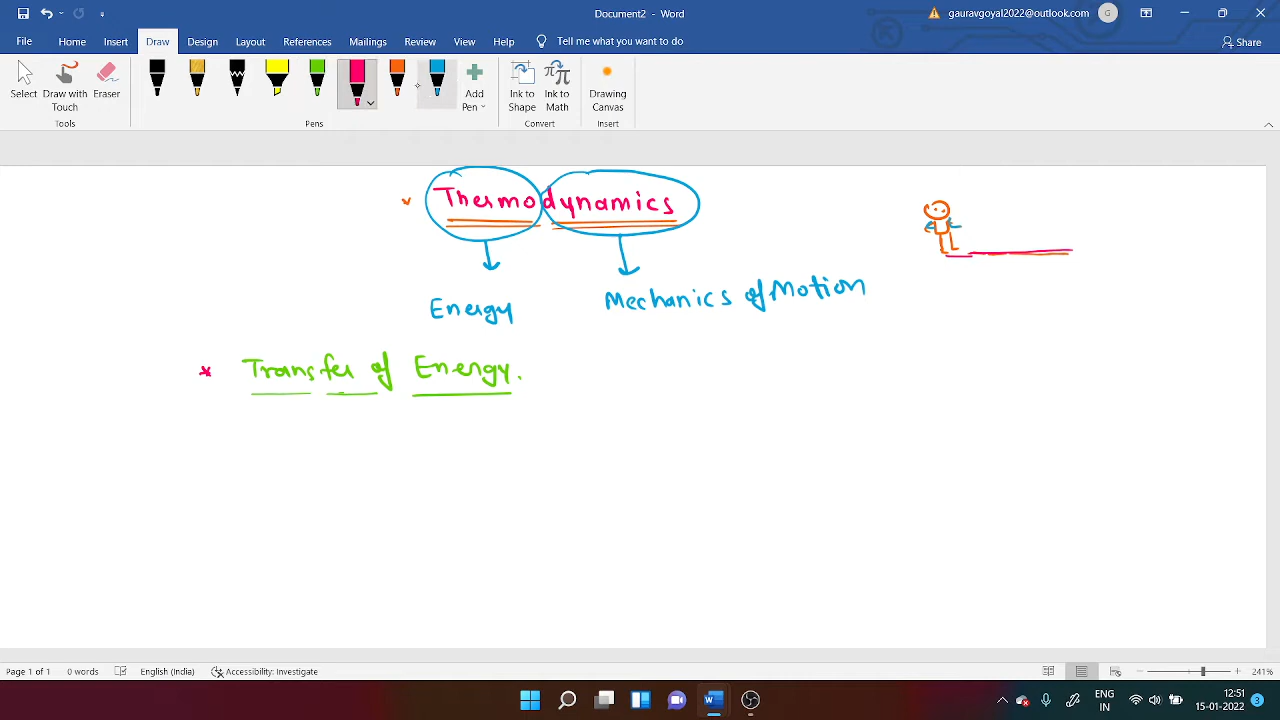 Document2 - Word
gauravgoyal2022@outlook.com
G
File Home Insert Draw Design Layout References Mailings Review View Help Tell me what you want to do
Share
Select
Draw with Touch
Eraser
Add Pen
Ink to Shape
Ink to Math
Drawing Canvas
Tools
Pens
Convert
Insert
Thermodynamics
Energy
Mechanics of Motion
* Transfer of Energy.
Page 1 of 1 0 words English (India) Accessibility: Investigate
241%
ENG
IN
12:51
15-01-2022
3